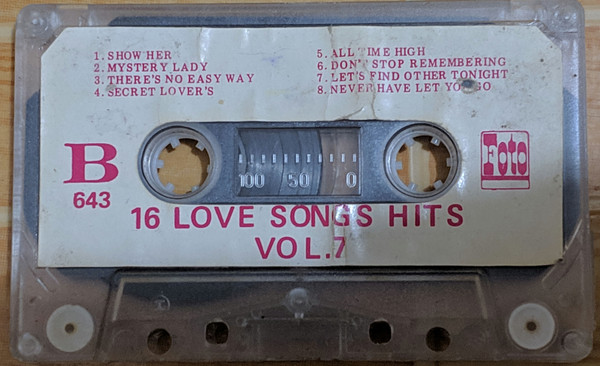 1. SHOW HER
2. MYSTERY LADY
3. THERE'S NO EASY WAY
4. SECRET LOVER'S
5. ALL TIME HIGH
6. DON'T STOP REMEMBERING
7. LET'S FIND OTHER TONIGHT
8. NEVER HAVE LET YOU GO
B
643
100 50 0
Foto
16 LOVE SONGS HITS
VOL.7